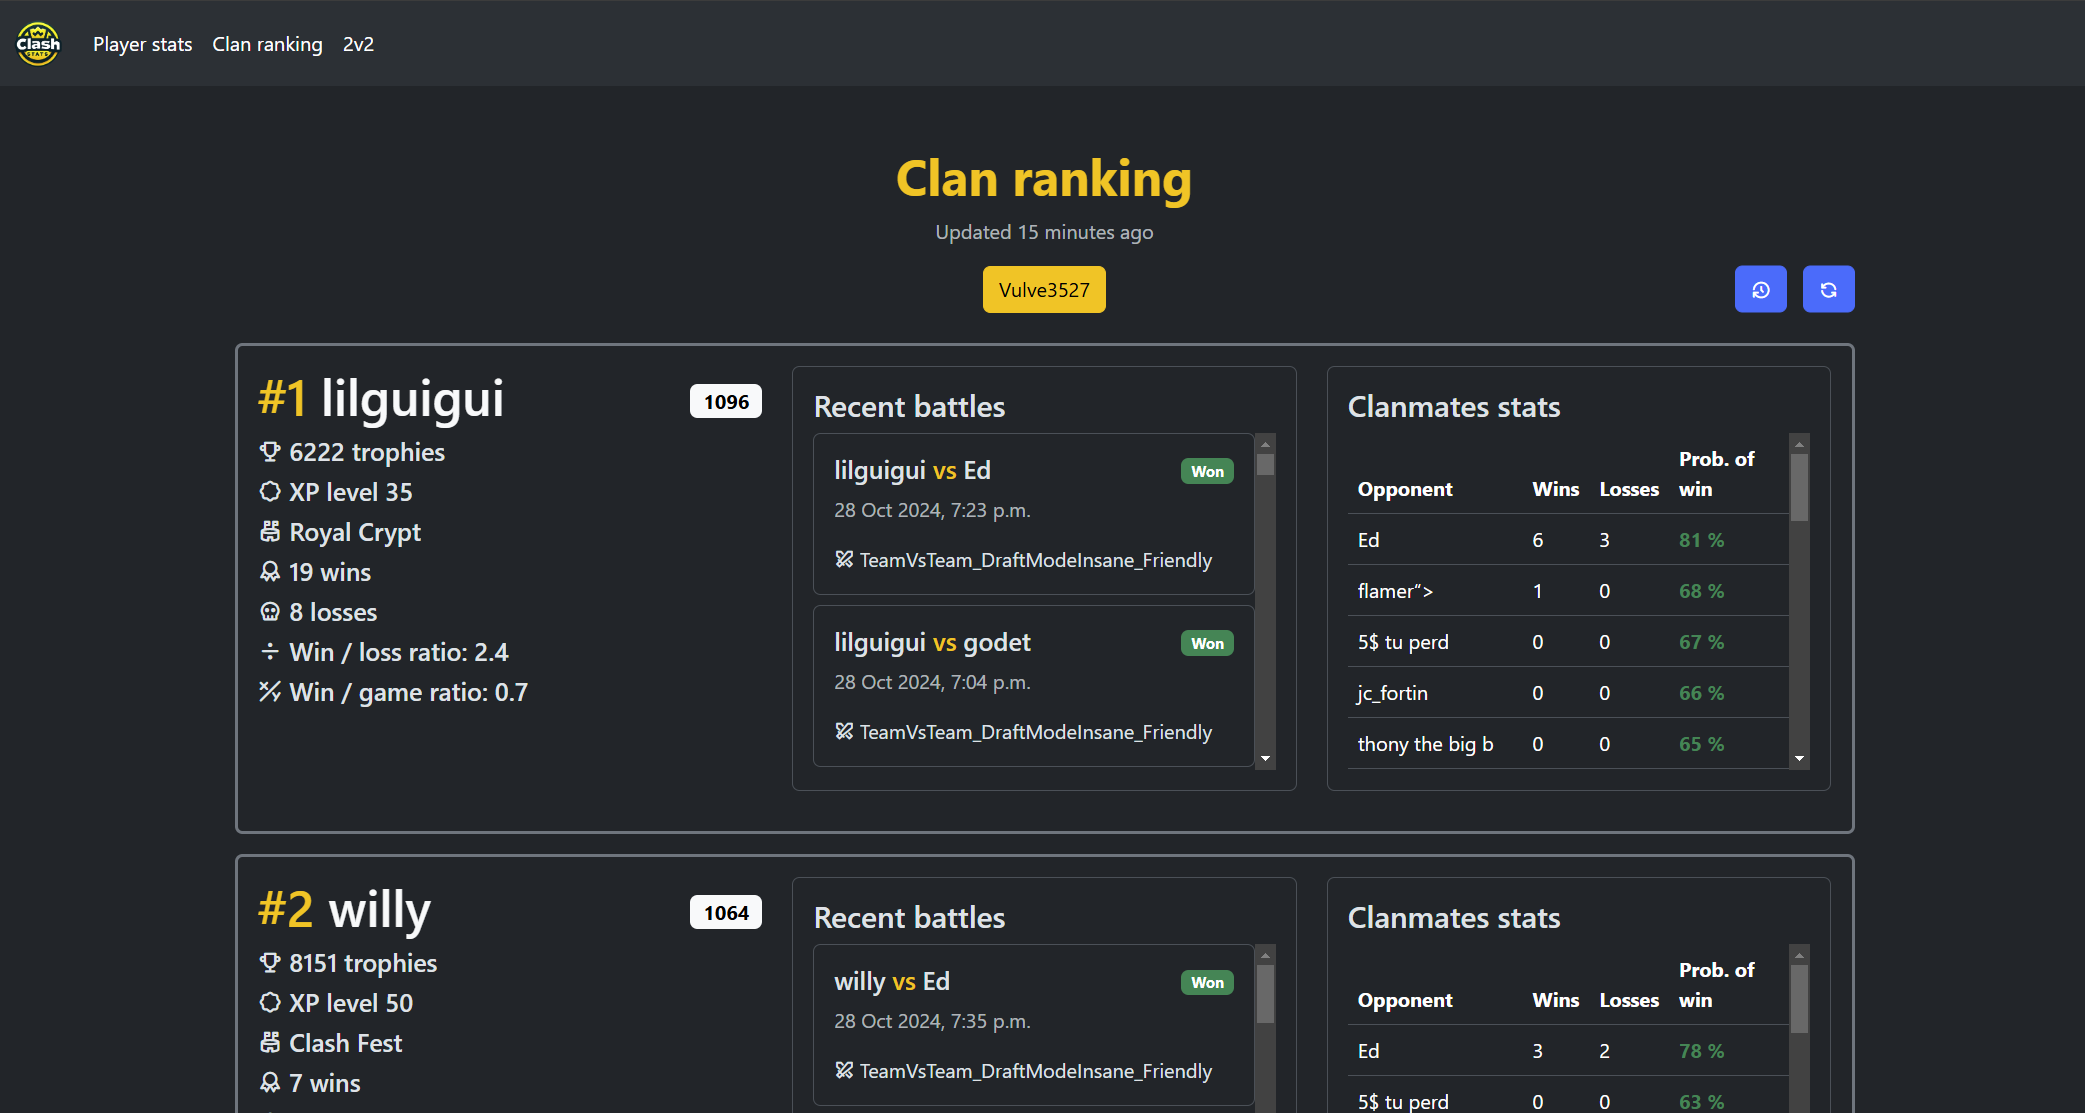 Clash
STATS
Player stats
Clan ranking
2v2
Clan ranking
Updated 15 minutes ago
Vulve3527
#1 lilguigui
1096
6222 trophies
XP level 35
Royal Crypt
19 wins
8 losses
Win / loss ratio: 2.4
Win / game ratio: 0.7
Recent battles
lilguigui vs Ed
Won
28 Oct 2024, 7:23 p.m.
TeamVsTeam_DraftModeInsane_Friendly
lilguigui vs godet
Won
28 Oct 2024, 7:04 p.m.
TeamVsTeam_DraftModeInsane_Friendly
Clanmates stats
Opponent Wins Losses Prob. of win
Ed 6 3 81 %
flamer“> 1 0 68 %
5$ tu perd 0 0 67 %
jc_fortin 0 0 66 %
thony the big b 0 0 65 %
#2 willy
1064
8151 trophies
XP level 50
Clash Fest
7 wins
Recent battles
willy vs Ed
Won
28 Oct 2024, 7:35 p.m.
TeamVsTeam_DraftModeInsane_Friendly
Clanmates stats
Opponent Wins Losses Prob. of win
Ed 3 2 78 %
5$ tu perd 0 0 63 %